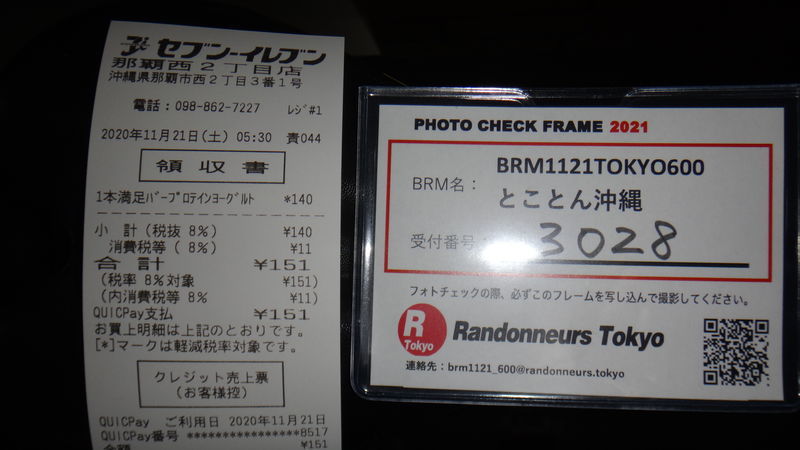 セブン-イレブン
那覇西2丁目店
沖縄県那覇市西2丁目3番1号
電話:098-862-7227 レジ#1
2020年11月21日(土) 05:30 責044
領収書
1本満足バープロテインヨーグルト *140
小計(税抜 8%) ¥140
消費税等( 8%) ¥11
合計 ¥151
(税率 8%対象 ¥151)
(内消費税等 8% ¥11)
QUICPay支払 ¥151
お買上明細は上記のとおりです。
[*]マークは軽減税率対象です。
クレジット売上票
(お客様控)
QUICPay ご利用日 2020年11月21日
QUICPay番号 ****************8517
金額 ¥151
PHOTO CHECK FRAME 2021
BRM名: BRM1121TOKYO600
とことん沖縄
受付番号: 3028
フォトチェックの際、必ずこのフレームを写し込んで撮影してください。
R Tokyo Randonneurs Tokyo
連絡先:brm1121_600@randonneurs.tokyo